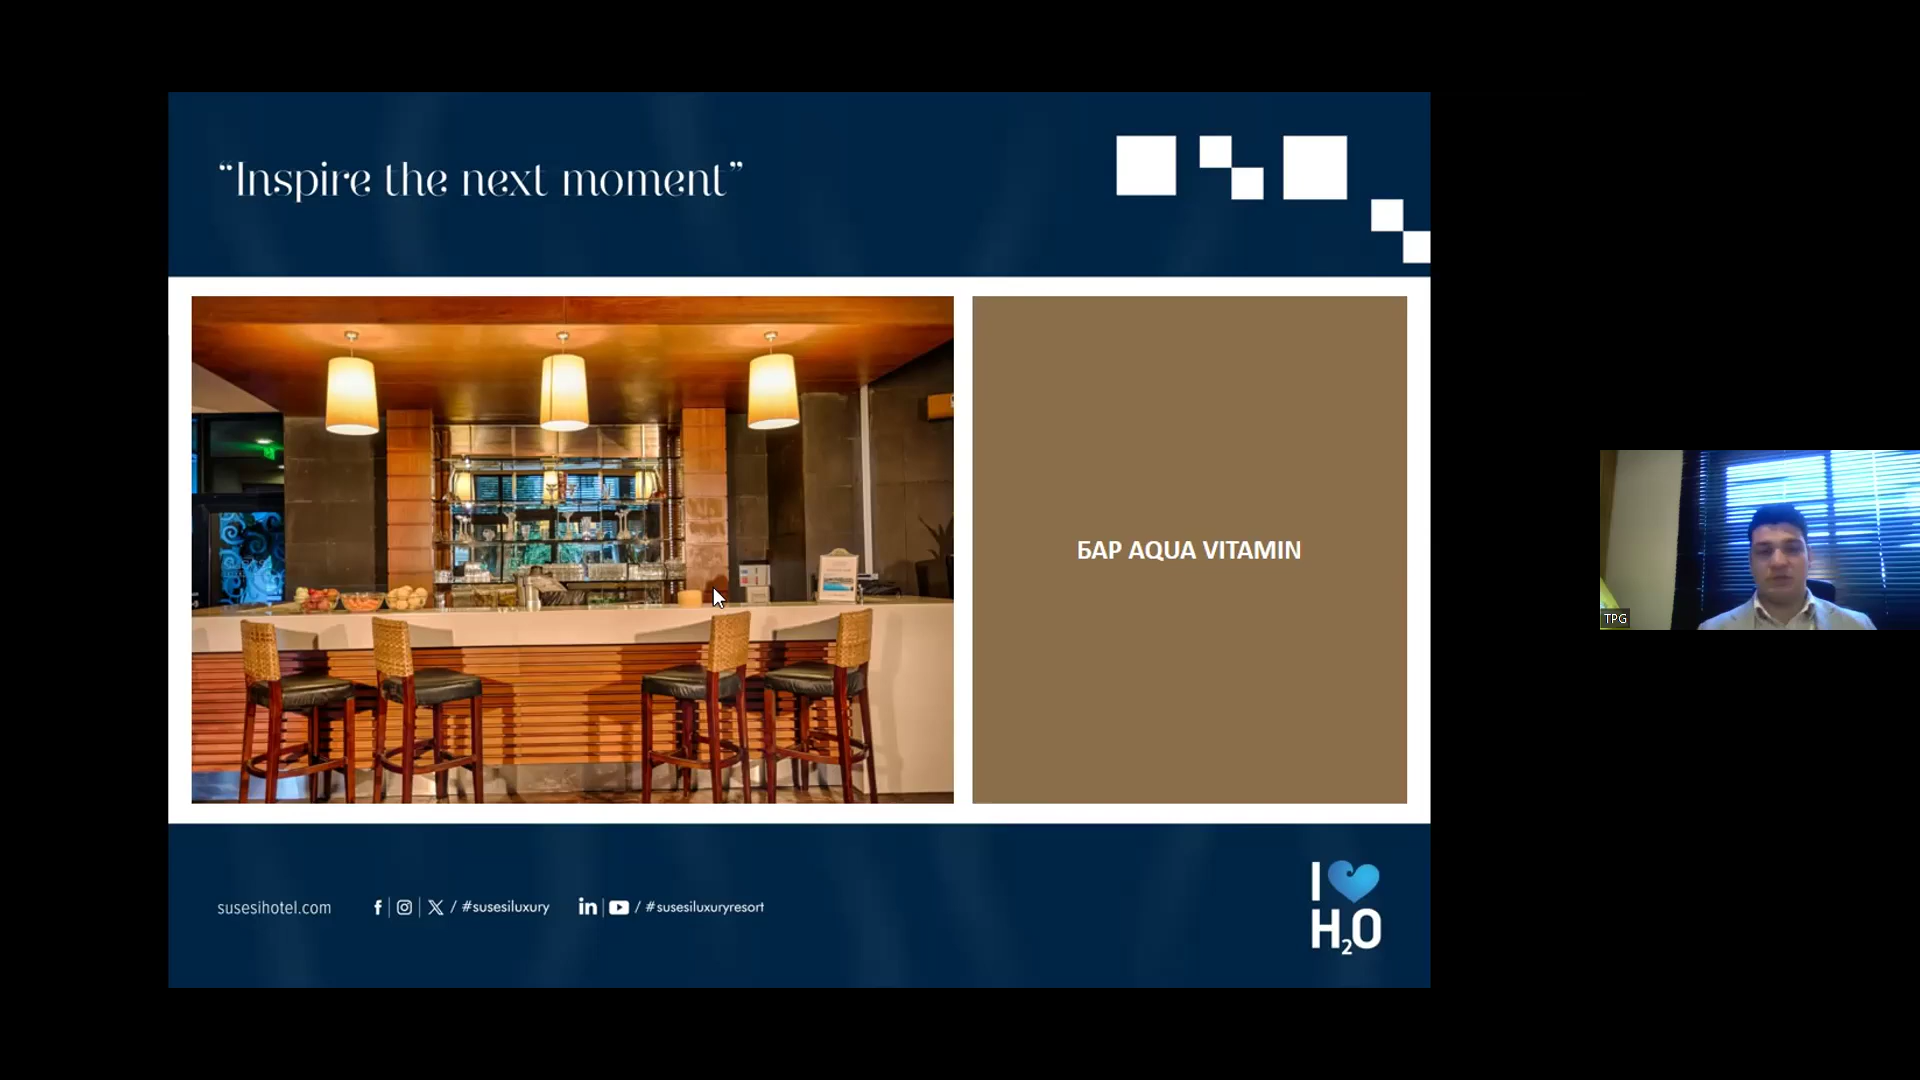 “Inspire the next moment”
БАР AQUA VITAMIN
TPG
susesihotel.com
/ #susesiluxury
/ #susesiluxuryresort
I
H2O